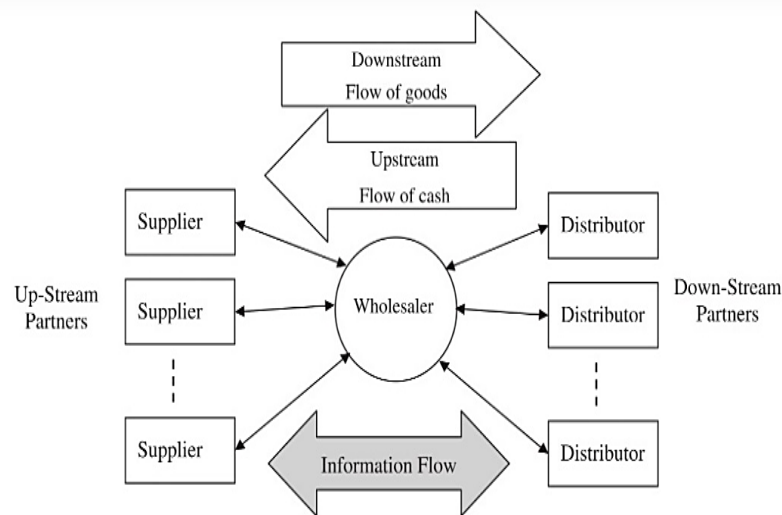 Downstream
Flow of goods
Upstream
Flow of cash
Supplier
Distributor
Up-Stream
Partners
Supplier
Wholesaler
Distributor
Down-Stream
Partners
Supplier
Information Flow
Distributor